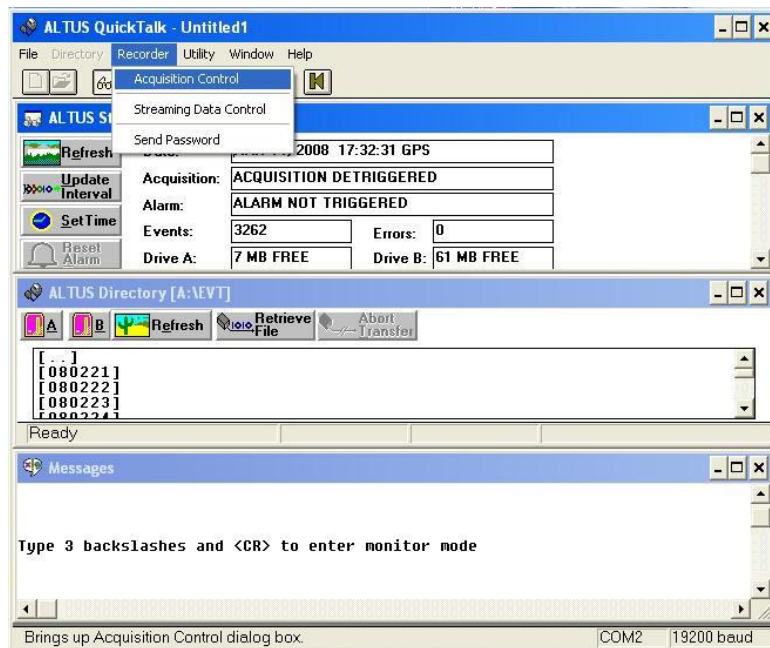 ALTUS QuickTalk - Untitled1
File Directory Recorder Utility Window Help
Acquisition Control
Streaming Data Control
Send Password
ALTUS St
Refresh
2008 17:32:31 GPS
Update Interval
Acquisition: ACQUISITION DETRIGGERED
Alarm: ALARM NOT TRIGGERED
Set Time
Events: 3262 Errors: 0
Reset Alarm
Drive A: 7 MB FREE Drive B: 61 MB FREE
ALTUS Directory [A:\EVT]
A B Refresh Retrieve File Abort Transfer
[..]
[080221]
[080222]
[080223]
[080224]
Ready
Messages
Type 3 backslashes and <CR> to enter monitor mode
Brings up Acquisition Control dialog box. COM2 19200 baud